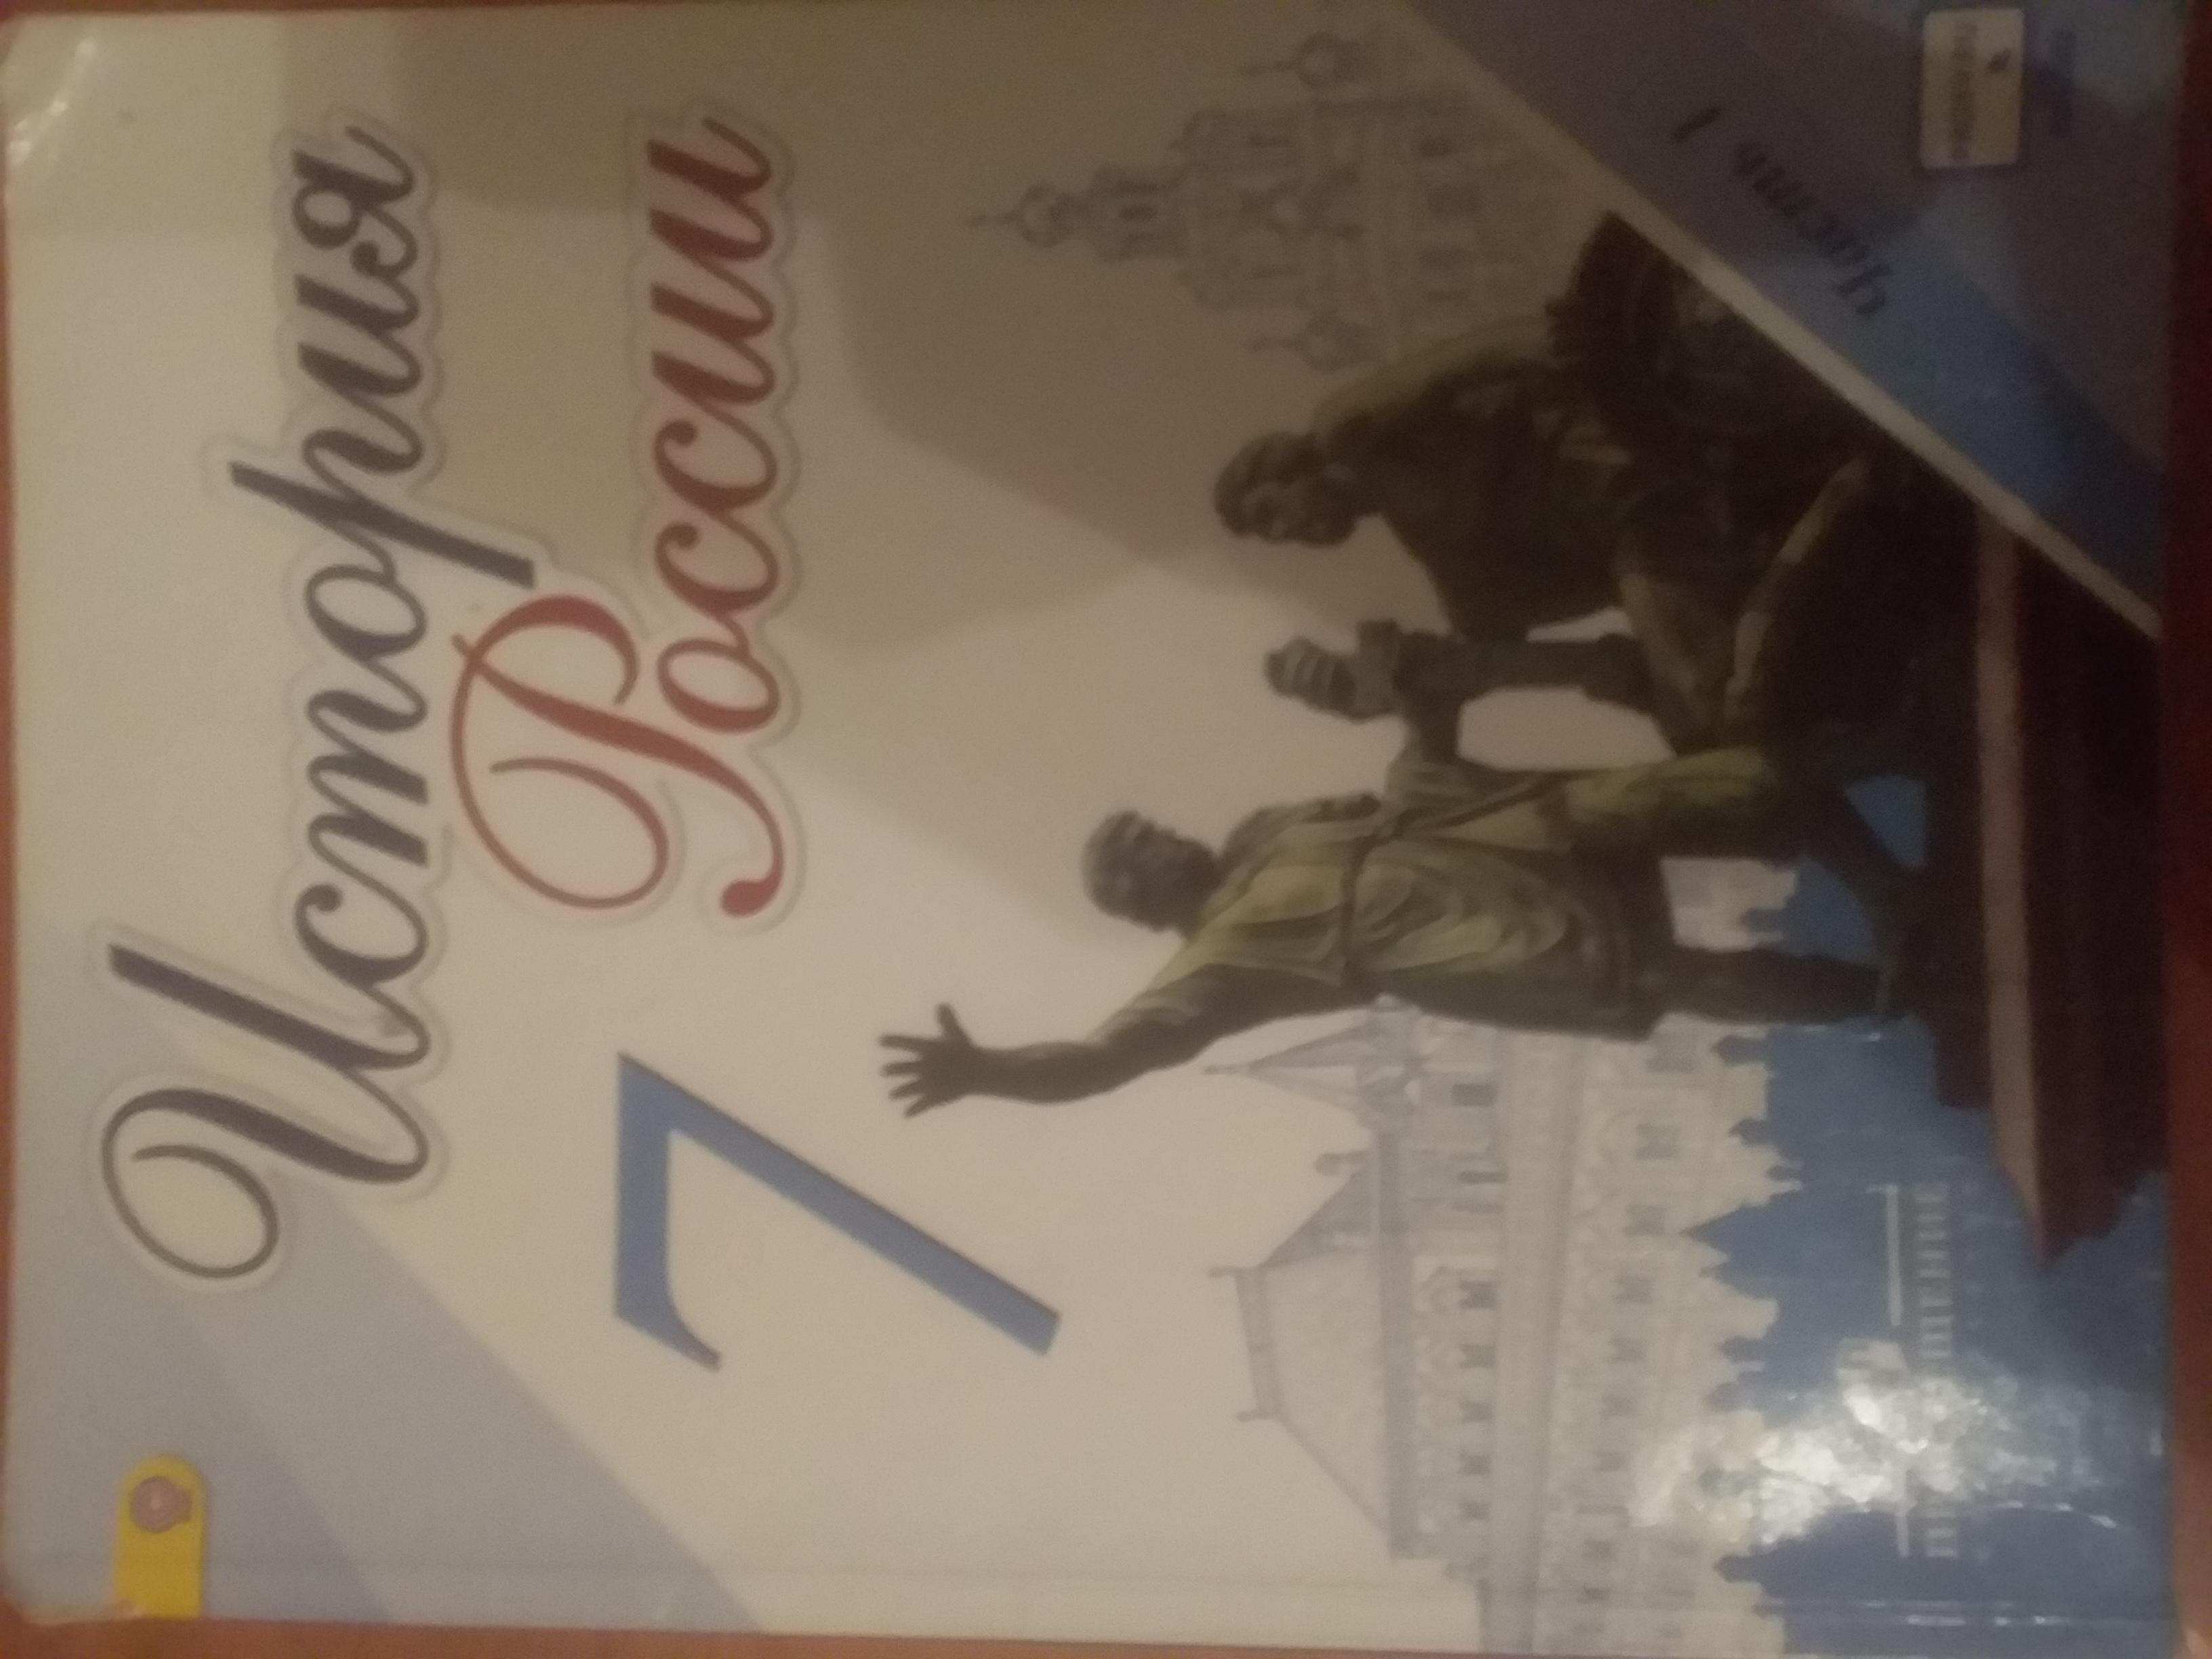 История
России
7
Часть 1